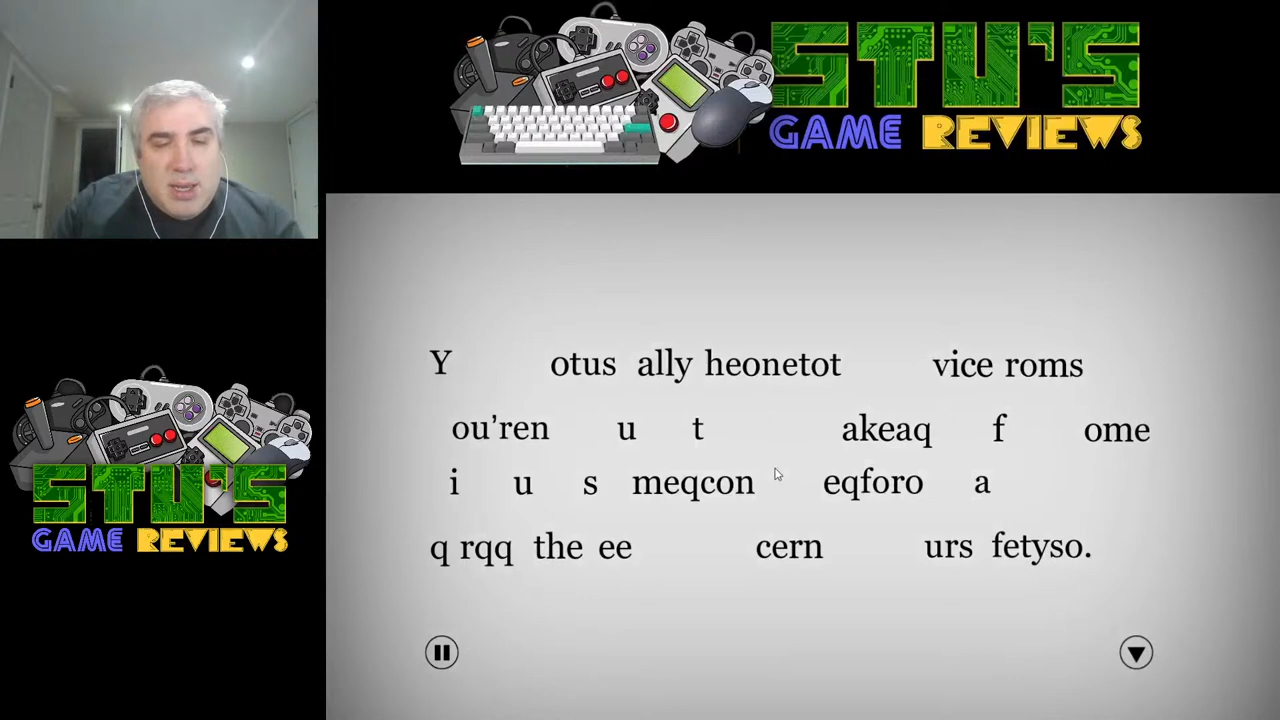 STU'S
GAME REVIEWS
Y otus ally heonetot vice roms
ou’ren u t akeaq f ome
i u s meqcon eqforo a
q rqq the ee cern urs fetyso.
STU'S
GAME REVIEWS